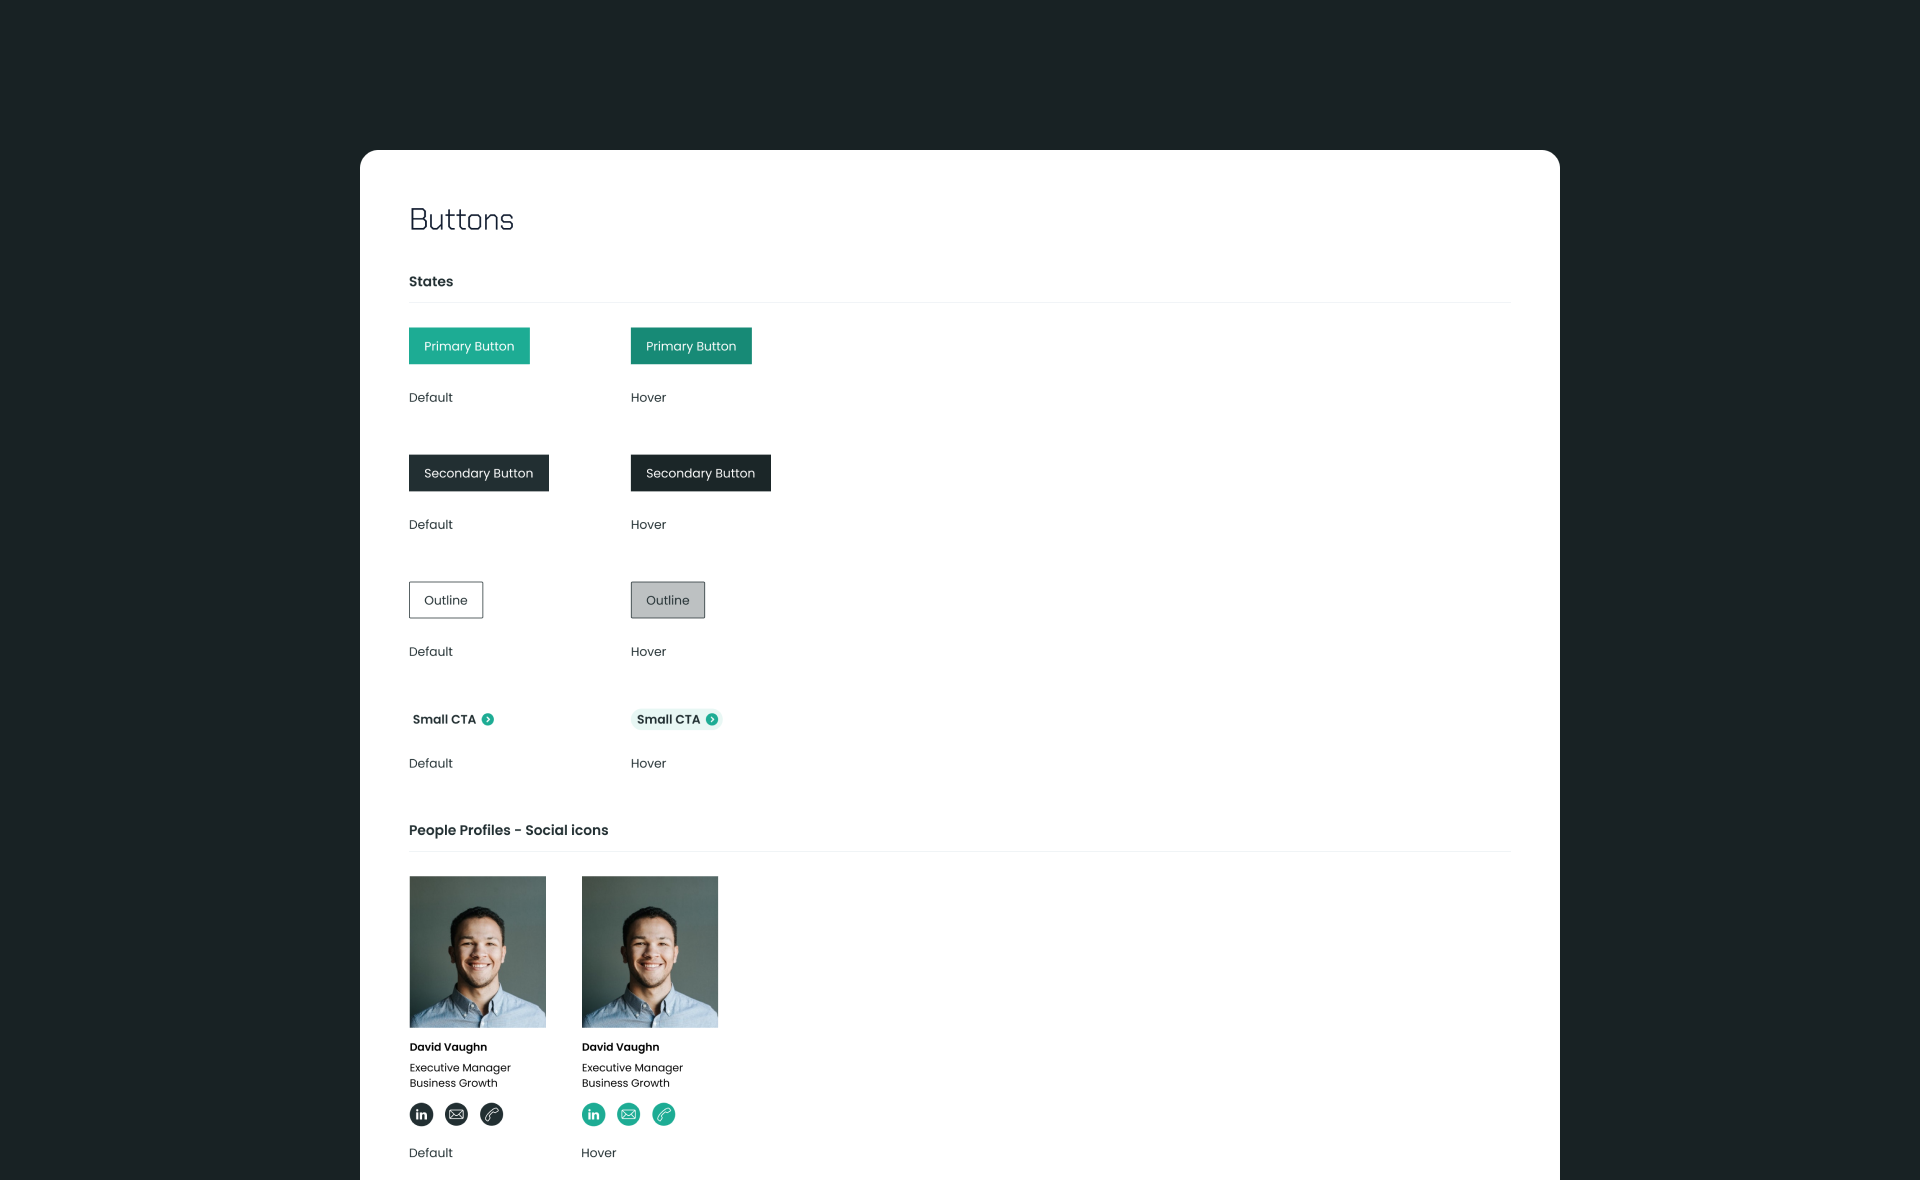 Buttons
States
Primary Button Primary Button
Default Hover
Secondary Button Secondary Button
Default Hover
Outline Outline
Default Hover
Small CTA Small CTA
Default Hover
People Profiles - Social icons
David Vaughn David Vaughn
Executive Manager Executive Manager
Business Growth Business Growth
in in
Default Hover